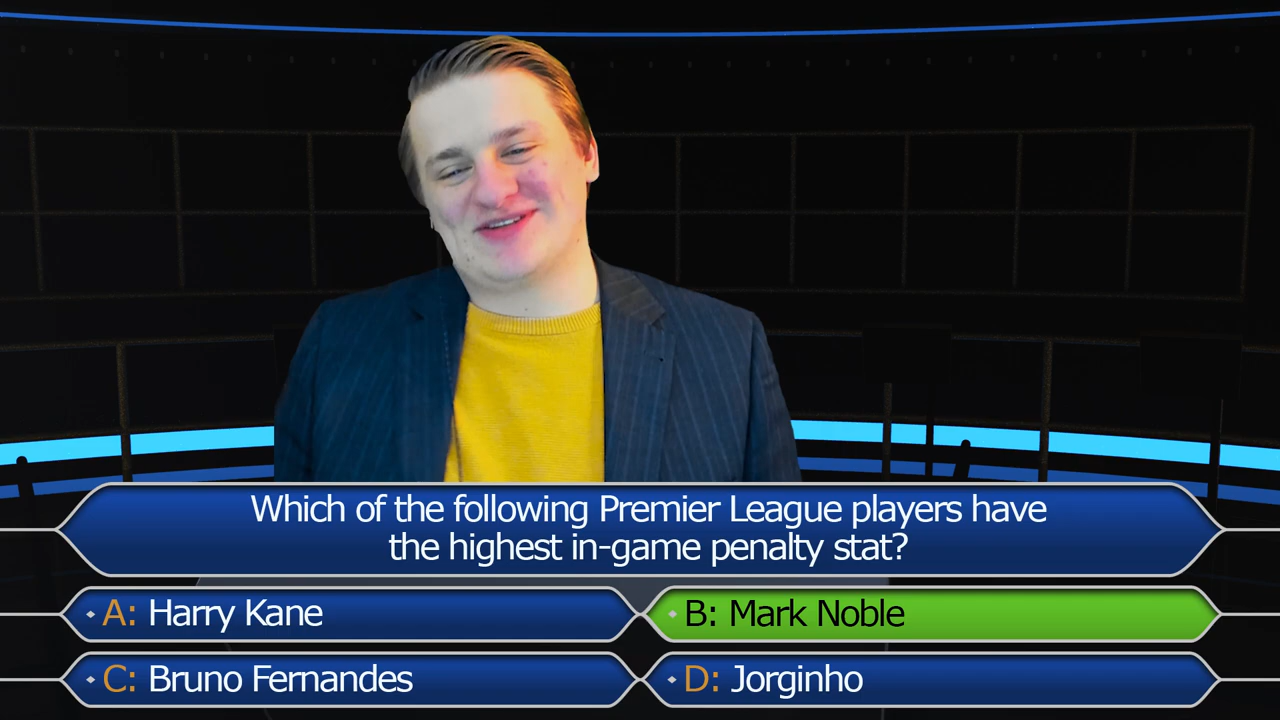 Which of the following Premier League players have
the highest in-game penalty stat?
A: Harry Kane
B: Mark Noble
C: Bruno Fernandes
D: Jorginho